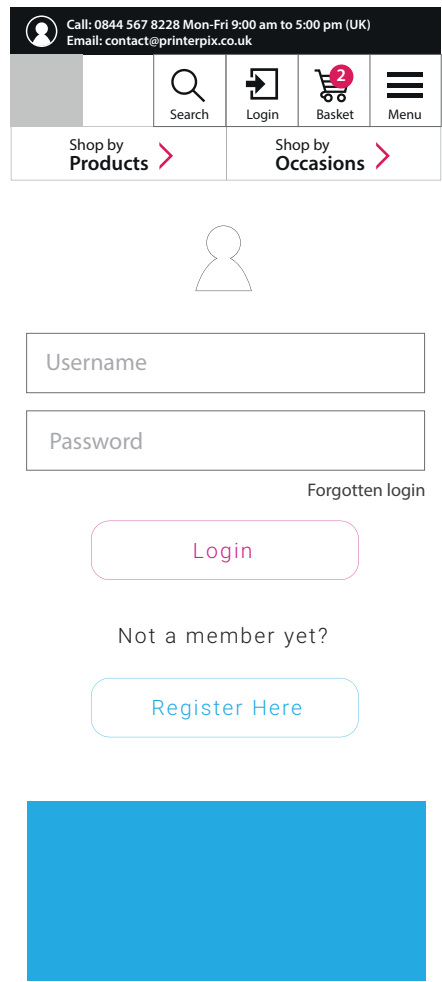 Call: 0844 567 8228 Mon-Fri 9:00 am to 5:00 pm (UK)
Email: contact@printerpix.co.uk
2
Search
Login
Basket
Menu
Shop by
Products
Shop by
Occasions
Username
Password
Forgotten login
Login
Not a member yet?
Register Here